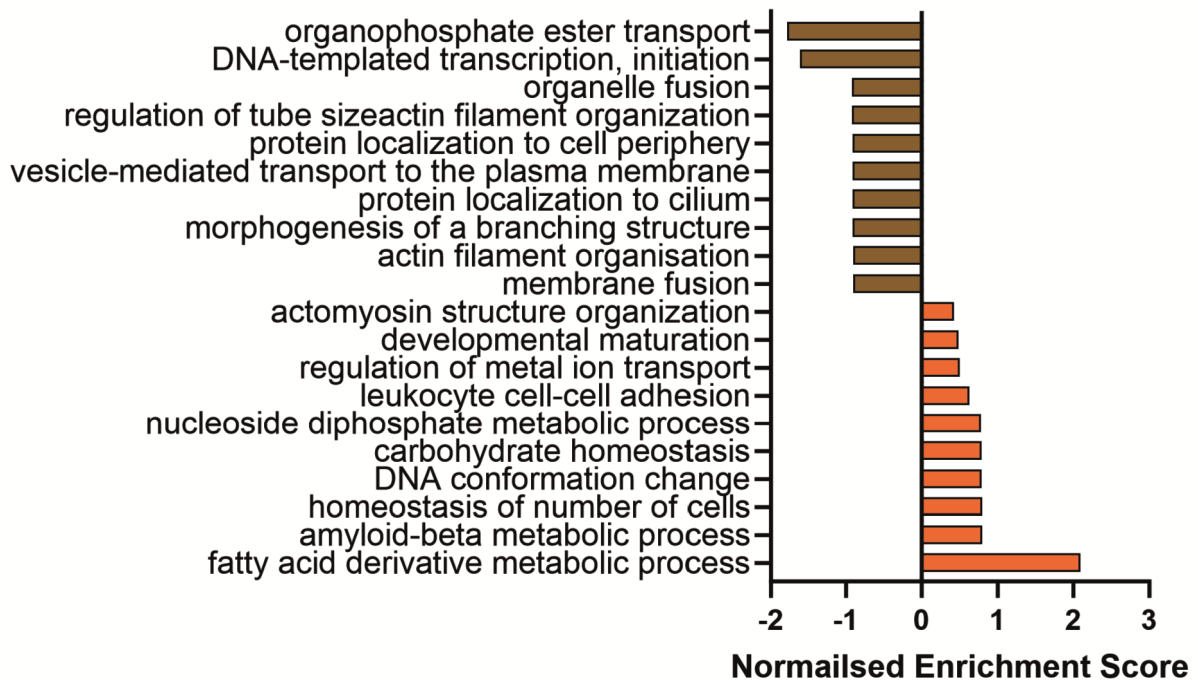 organophosphate ester transport
DNA-templated transcription, initiation
organelle fusion
regulation of tube sizeactin filament organization
protein localization to cell periphery
vesicle-mediated transport to the plasma membrane
protein localization to cilium
morphogenesis of a branching structure
actin filament organisation
membrane fusion
actomyosin structure organization
developmental maturation
regulation of metal ion transport
leukocyte cell-cell adhesion
nucleoside diphosphate metabolic process
carbohydrate homeostasis
DNA conformation change
homeostasis of number of cells
amyloid-beta metabolic process
fatty acid derivative metabolic process
-2 -1 0 1 2 3
Normailsed Enrichment Score